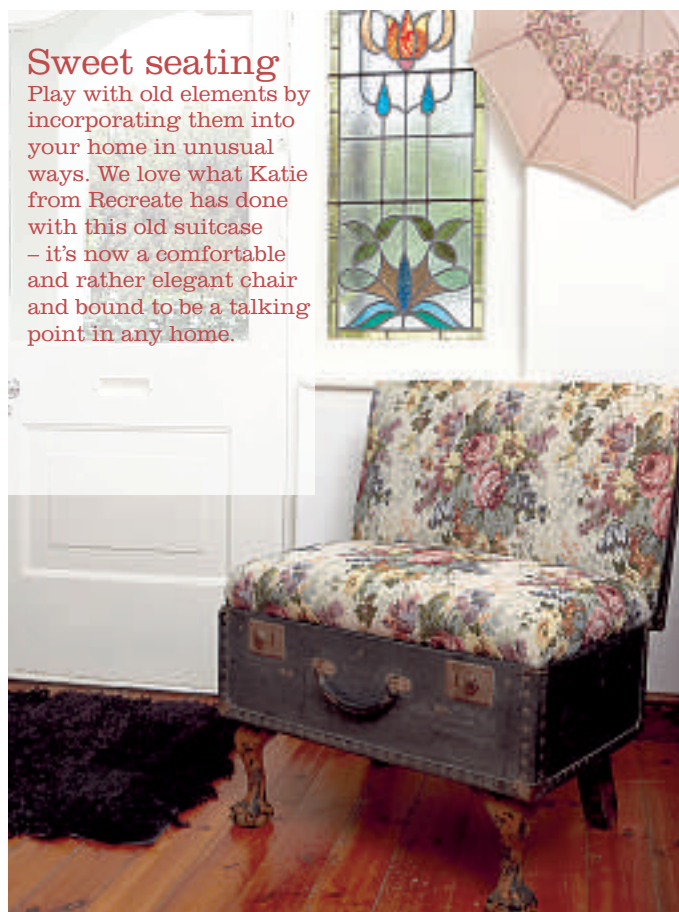 Sweet seating
Play with old elements by
incorporating them into
your home in unusual
ways. We love what Katie
from Recreate has done
with this old suitcase
– it's now a comfortable
and rather elegant chair
and bound to be a talking
point in any home.